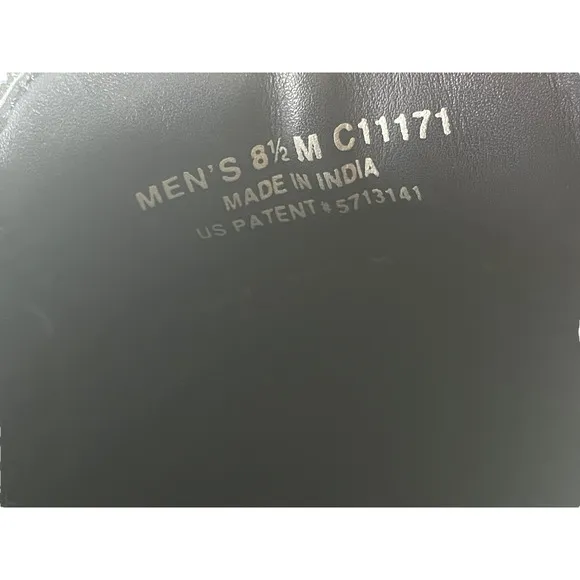 MEN'S 8½ M C11171
MADE IN INDIA
US PATENT # 5713141